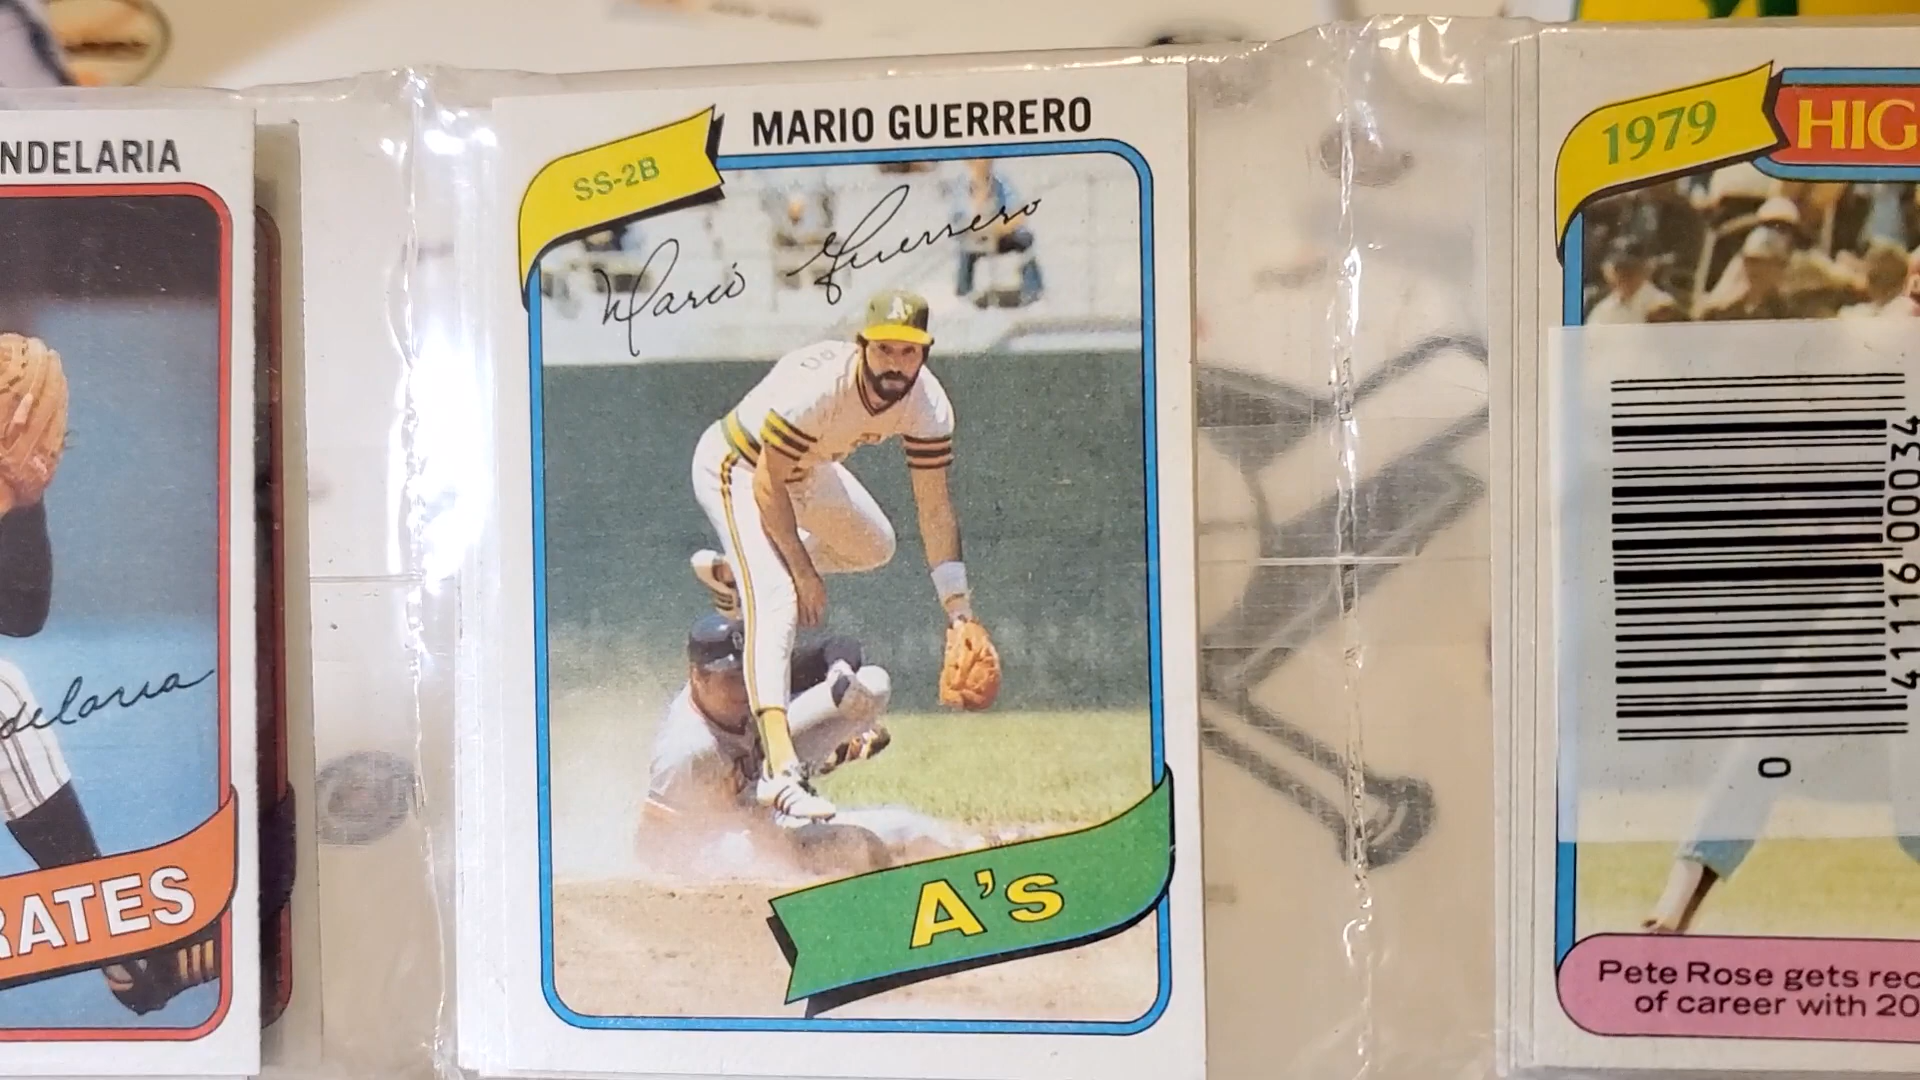 NDELARIA
delaria
RATES
MARIO GUERRERO
SS-2B
Mario Guerrero
A
A's
1979 HIG
41116 00034
0
Pete Rose gets rec
of career with 20